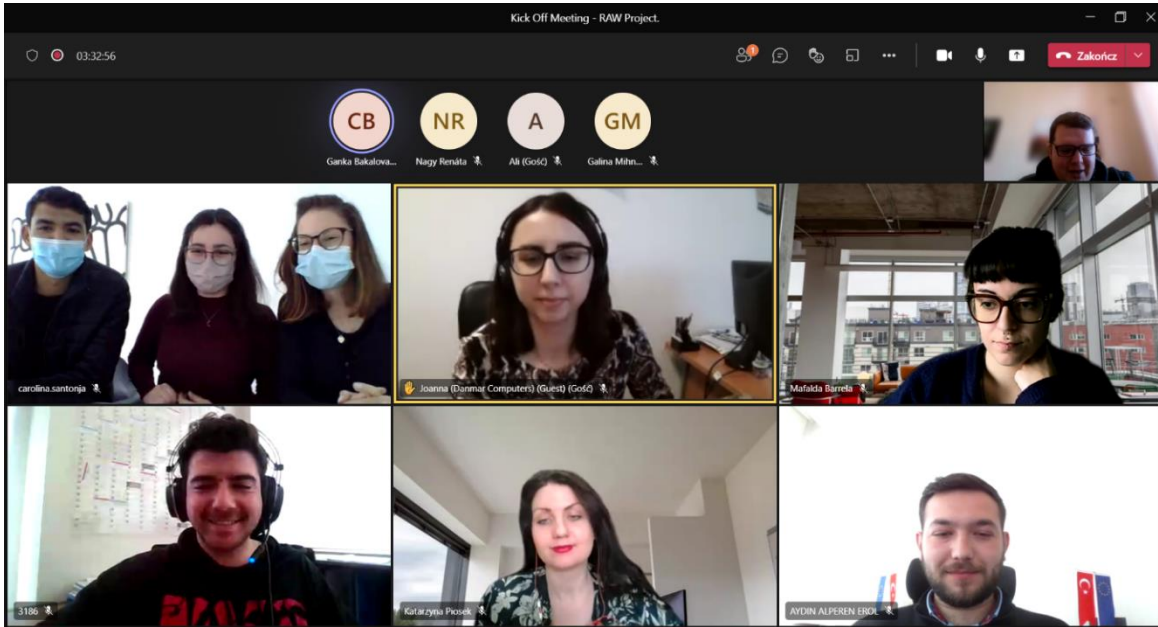 Kick Off Meeting - RAW Project.
03:32:56
1
Zakończ
CB
NR
A
GM
Ganka Bakalova...
Nagy Renáta
Ali (Gość)
Galina Mihn...
carolina.santonja
Joanna (Danmar Computers) (Guest) (Gość)
Mafalda Barrela
3186
Katarzyna Piosek
AYDIN ALPEREN EROL